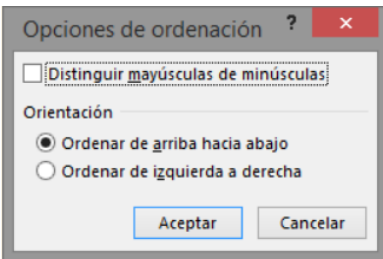 Opciones de ordenación ?
Distinguir mayúsculas de minúsculas
Orientación
Ordenar de arriba hacia abajo
Ordenar de izquierda a derecha
Aceptar Cancelar